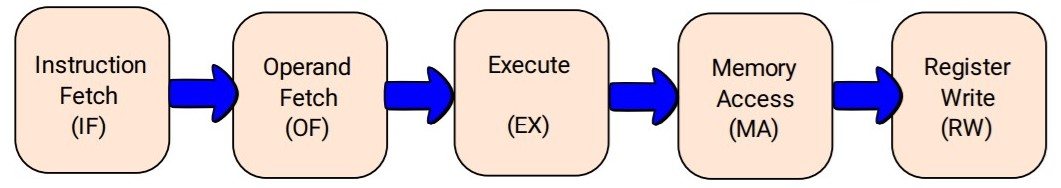 Instruction
Fetch
(IF)
Operand
Fetch
(OF)
Execute
(EX)
Memory
Access
(MA)
Register
Write
(RW)